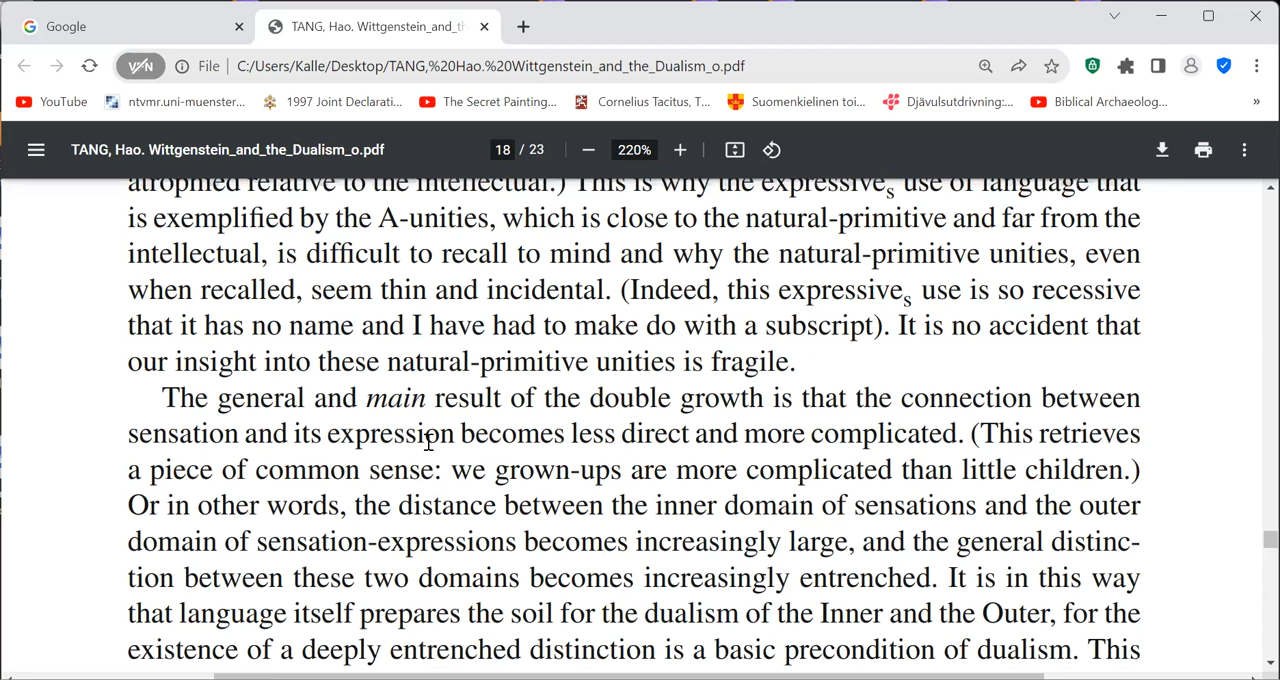 Google
TANG, Hao. Wittgenstein_and_th
File
C:/Users/Kalle/Desktop/TANG,%20Hao.%20Wittgenstein_and_the_Dualism_o.pdf
YouTube
ntvmr.uni-muenster...
1997 Joint Declarati...
The Secret Painting...
Cornelius Tacitus, T...
Suomenkielinen toi...
Djävulsutdrivning:...
Biblical Archaeolog...
»
TANG, Hao. Wittgenstein_and_the_Dualism_o.pdf
18 / 23
220%
atrophied relative to the intellectual.) This is why the expressives use of language that
is exemplified by the A-unities, which is close to the natural-primitive and far from the
intellectual, is difficult to recall to mind and why the natural-primitive unities, even
when recalled, seem thin and incidental. (Indeed, this expressives use is so recessive
that it has no name and I have had to make do with a subscript). It is no accident that
our insight into these natural-primitive unities is fragile.
The general and main result of the double growth is that the connection between
sensation and its expression becomes less direct and more complicated. (This retrieves
a piece of common sense: we grown-ups are more complicated than little children.)
Or in other words, the distance between the inner domain of sensations and the outer
domain of sensation-expressions becomes increasingly large, and the general distinc-
tion between these two domains becomes increasingly entrenched. It is in this way
that language itself prepares the soil for the dualism of the Inner and the Outer, for the
existence of a deeply entrenched distinction is a basic precondition of dualism. This